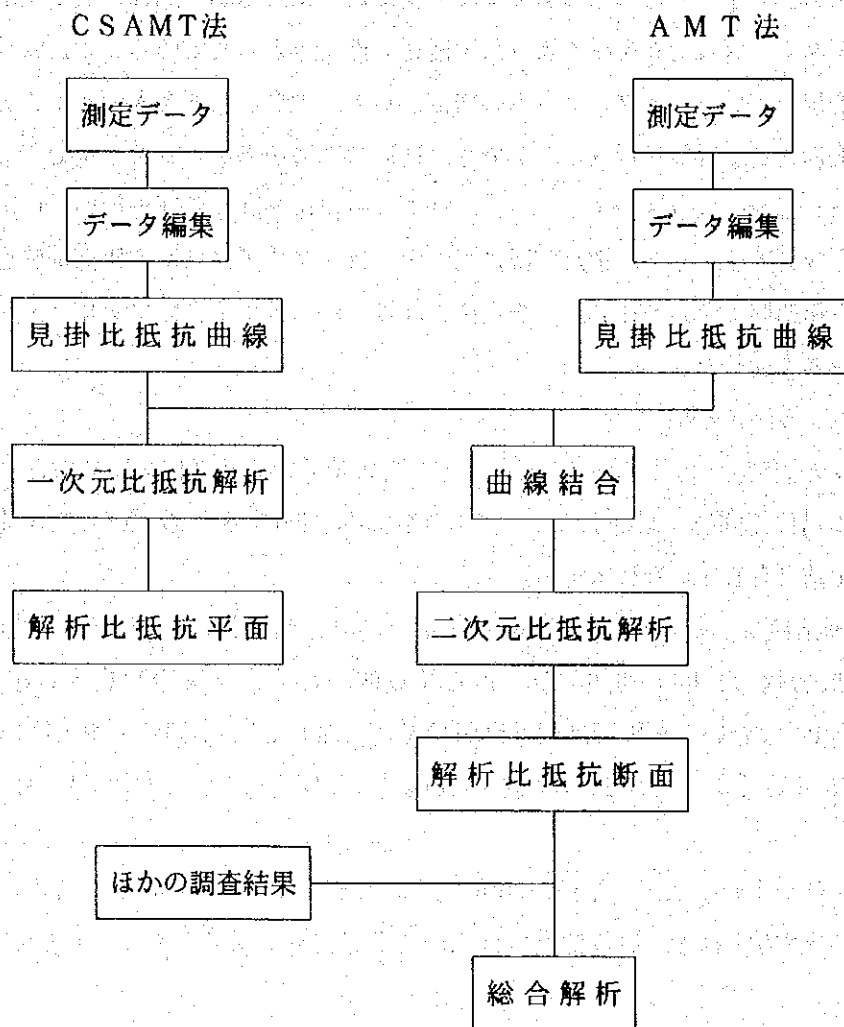 CSAMT法
AMT法
測定データ
測定データ
データ編集
データ編集
見掛比抵抗曲線
見掛比抵抗曲線
一次元比抵抗解析
曲線結合
解析比抵抗平面
二次元比抵抗解析
解析比抵抗断面
ほかの調査結果
総合解析